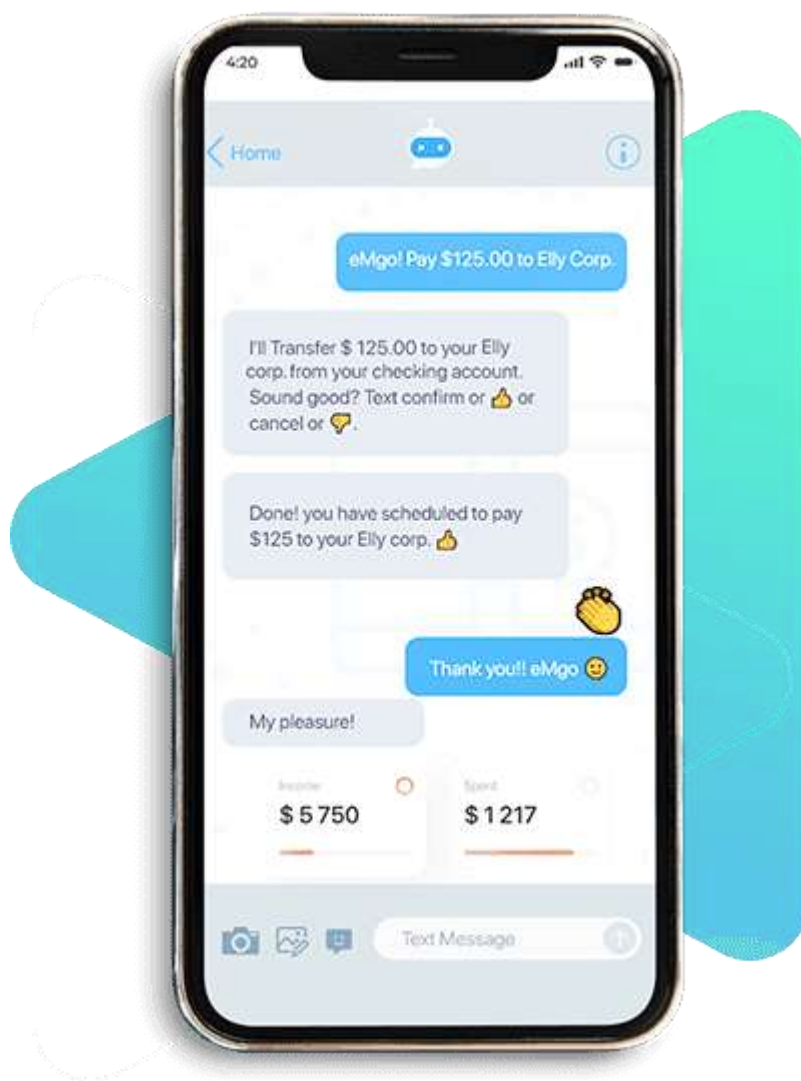 4:20
Home
eMgo! Pay $125.00 to Elly Corp.
I'll Transfer $ 125.00 to your Elly
corp. from your checking account.
Sound good? Text confirm or 👍 or
cancel or 👎.
Done! you have scheduled to pay
$125 to your Elly corp. 👍
Thank you!! eMgo 🙂
My pleasure!
Income
$ 5 750
Spent
$ 1 217
Text Message